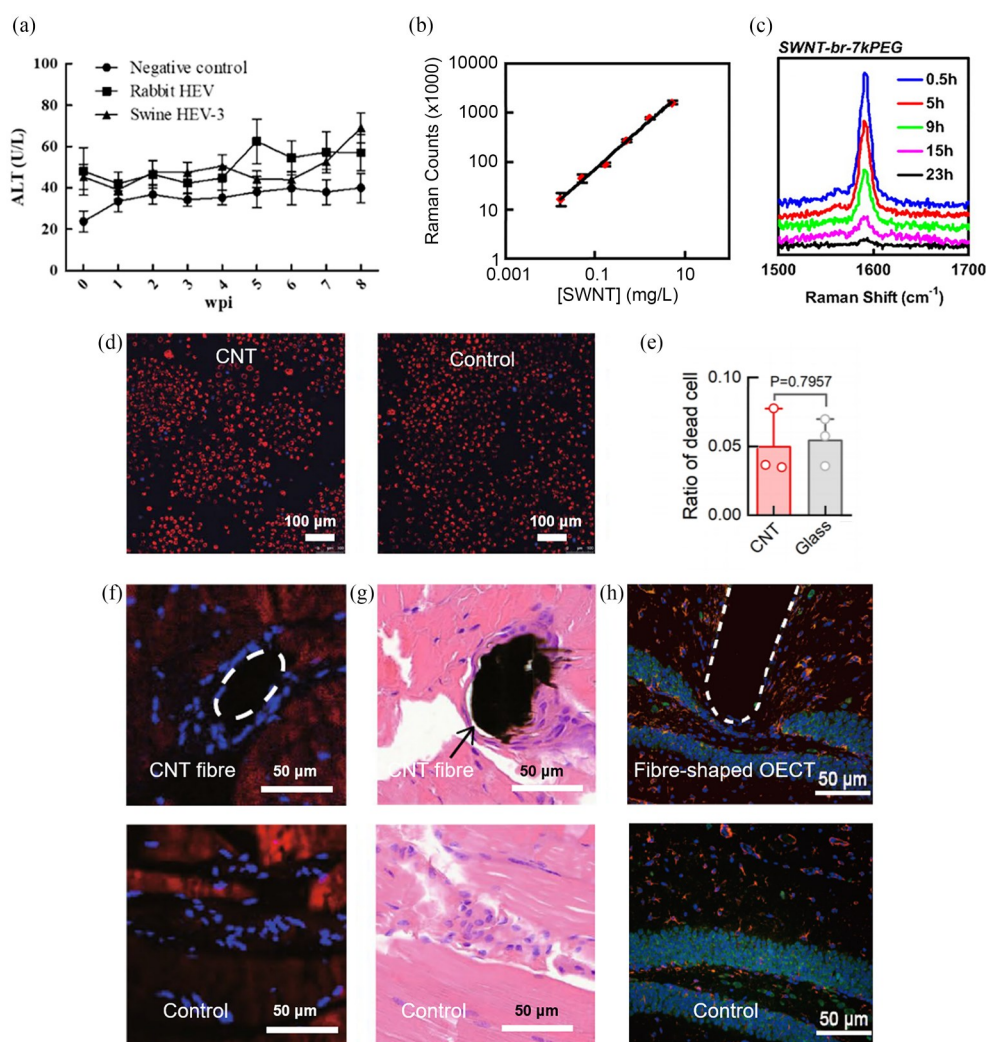 (a)
100
80
60
40
20
0
ALT (U/L)
Negative control
Rabbit HEV
Swine HEV-3
0 1 2 3 4 5 6 7 8
wpi
(b)
10000
1000
100
10
1
Raman Counts (x1000)
0.001 0.1 10
[SWNT] (mg/L)
(c)
SWNT-br-7kPEG
0.5h
5h
9h
15h
23h
1500 1600 1700
Raman Shift (cm⁻¹)
(d)
CNT
100 µm
Control
100 µm
(e)
0.10
0.05
0.00
Ratio of dead cell
P=0.7957
CNT Glass
(f)
CNT fibre
50 µm
(g)
CNT fibre
50 µm
(h)
Fibre-shaped OECT
50 µm
Control
50 µm
Control
50 µm
Control
50 µm